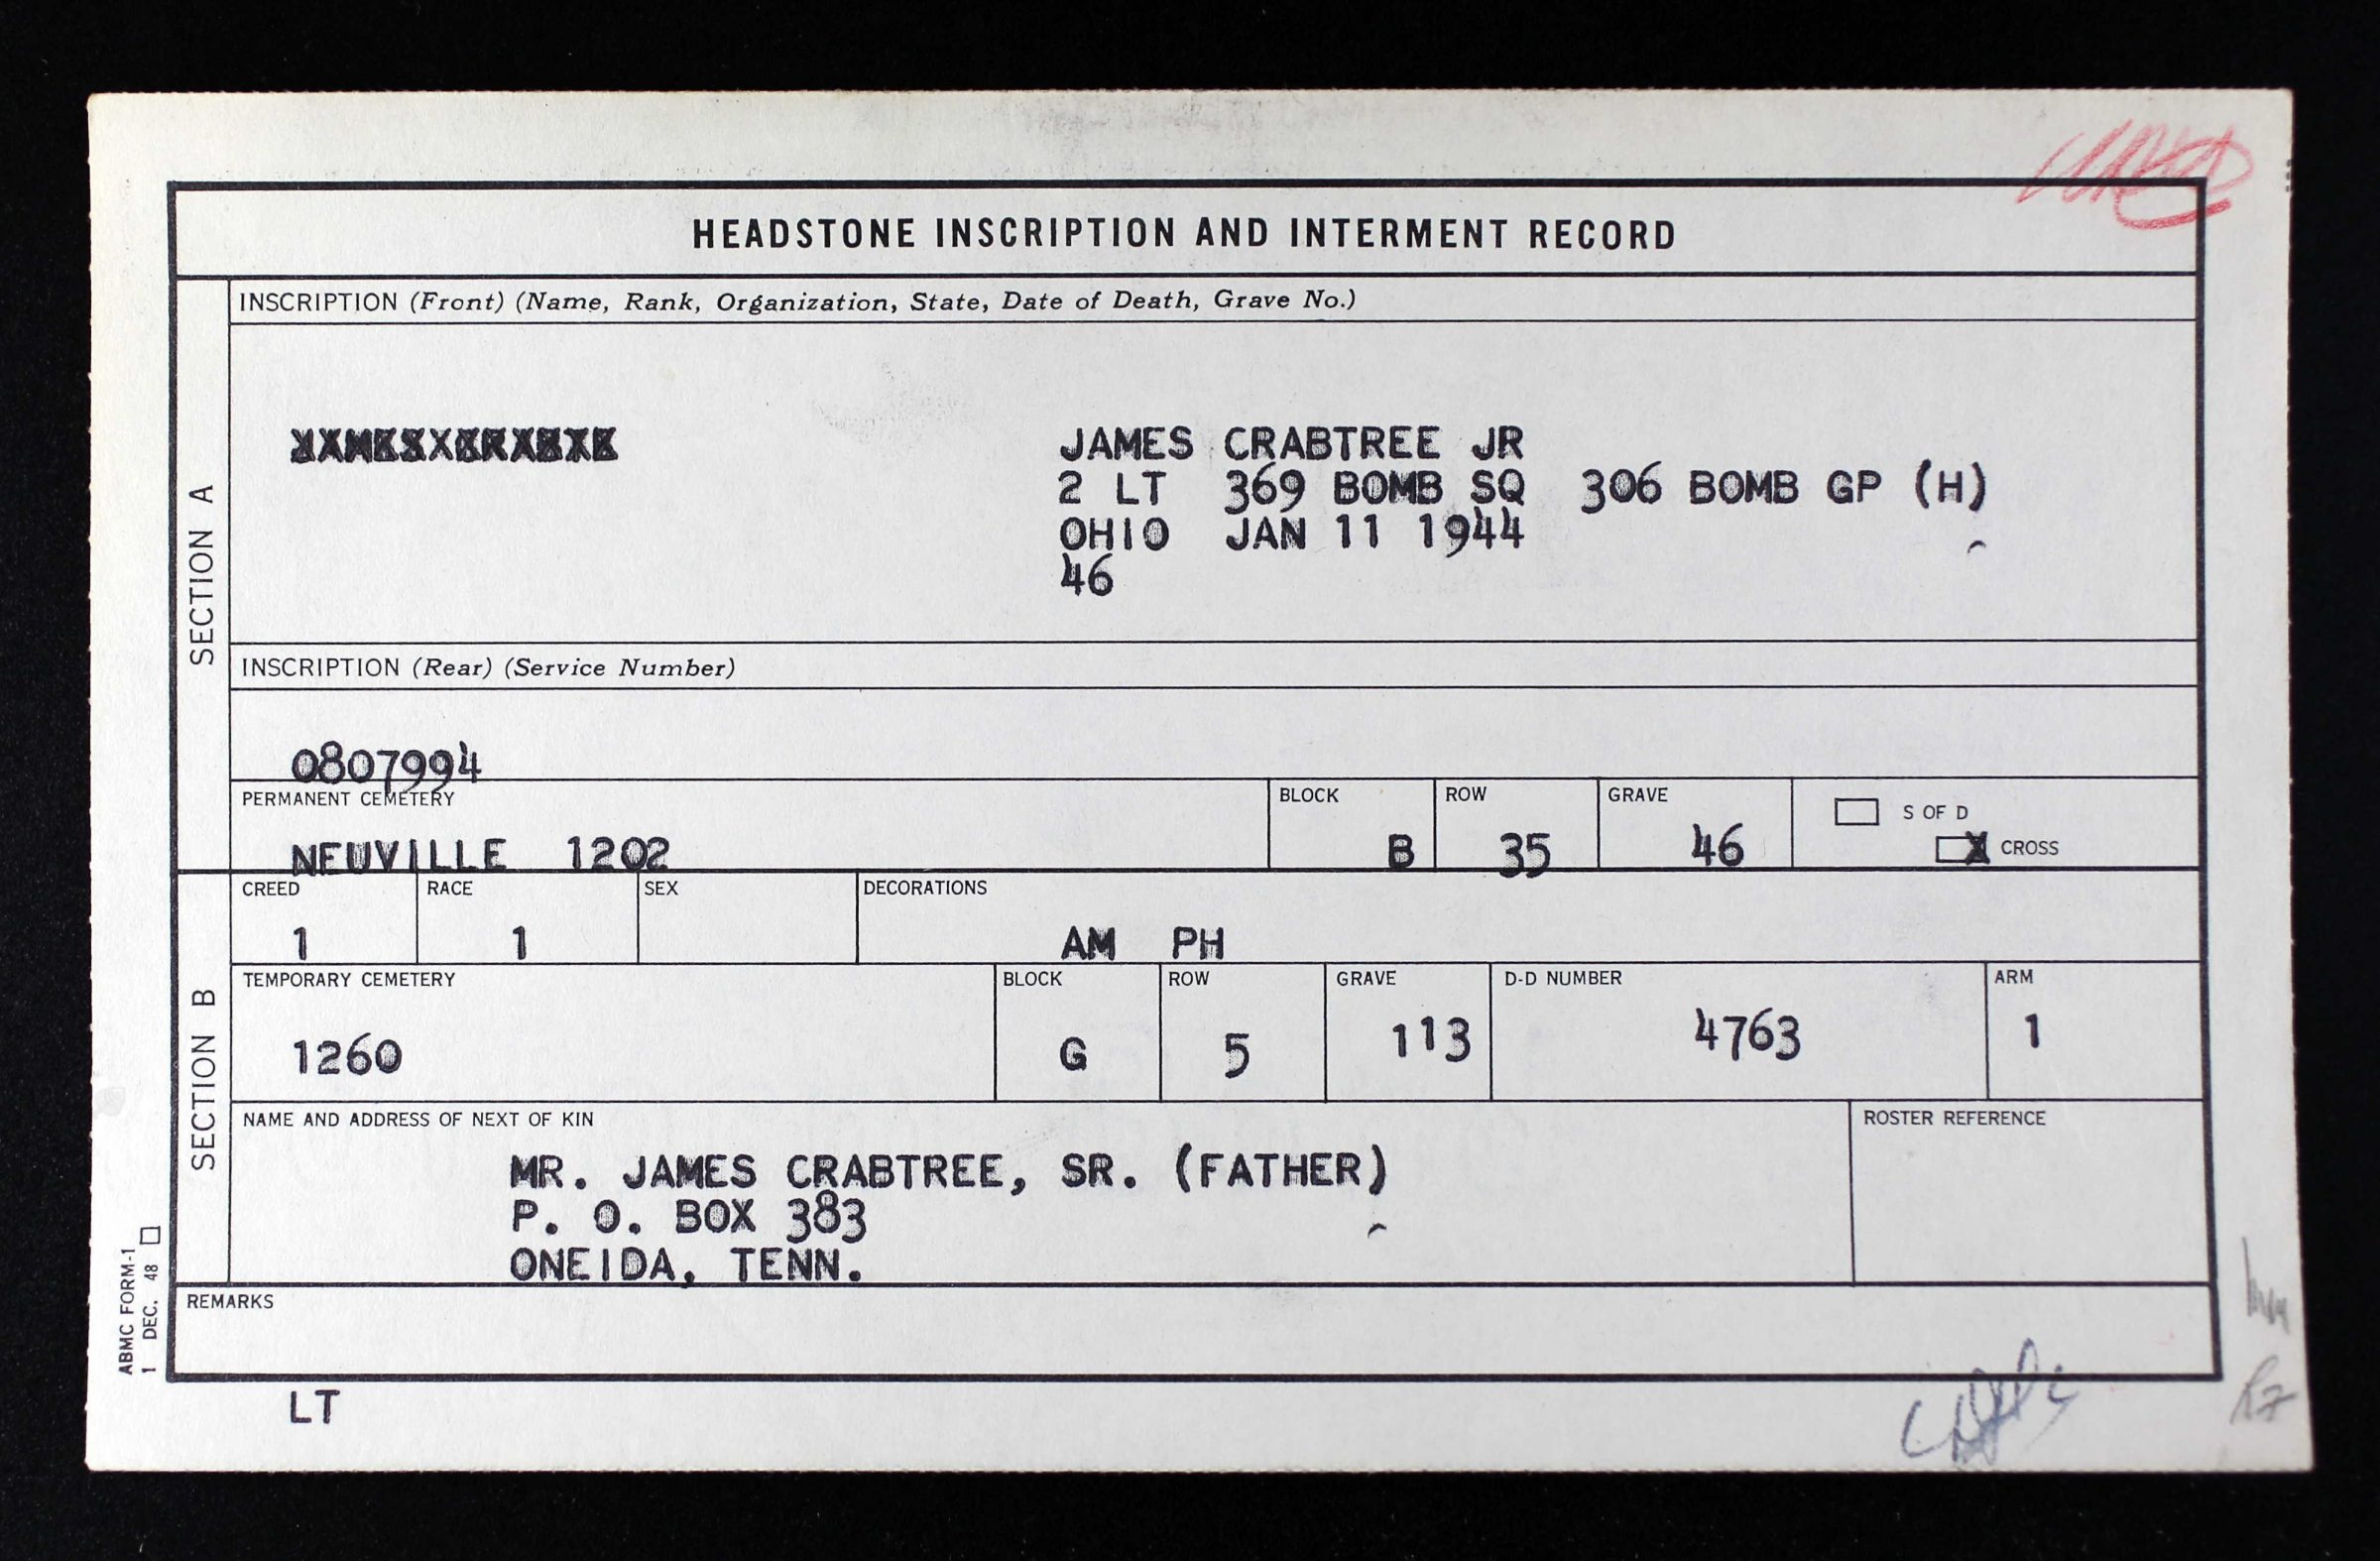 HEADSTONE INSCRIPTION AND INTERMENT RECORD
SECTION A
INSCRIPTION (Front) (Name, Rank, Organization, State, Date of Death, Grave No.)
JAMES CRABTREE JR
2 LT 369 BOMB SQ 306 BOMB GP (H)
OHIO JAN 11 1944
46
INSCRIPTION (Rear) (Service Number)
0807994
PERMANENT CEMETERY BLOCK ROW GRAVE S OF D
NEUVILLE 1202 B 35 46 X CROSS
SECTION B
CREED RACE SEX DECORATIONS
1 1 AM PH
TEMPORARY CEMETERY BLOCK ROW GRAVE D-D NUMBER ARM
1260 G 5 113 4763 1
NAME AND ADDRESS OF NEXT OF KIN ROSTER REFERENCE
MR. JAMES CRABTREE, SR. (FATHER)
P. O. BOX 383
ONEIDA, TENN.
REMARKS
ABMC FORM-1
1 DEC. 48
LT